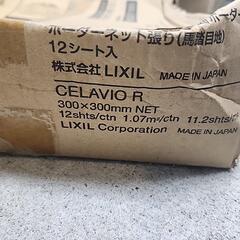 ボーダーネット張り(馬踏目地)
12シート入
株式会社 LIXIL MADE IN JAPAN
CELAVIO R
300×300mm NET
12shts/ctn 1.07m²/ctn 11.2shts/
LIXIL Corporation MADE IN JAPAN